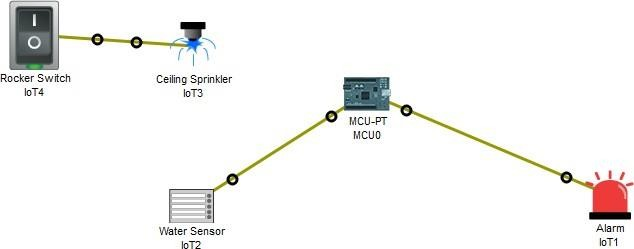 Rocker Switch
IoT4
Ceiling Sprinkler
IoT3
MCU-PT
MCU0
Water Sensor
IoT2
Alarm
IoT1